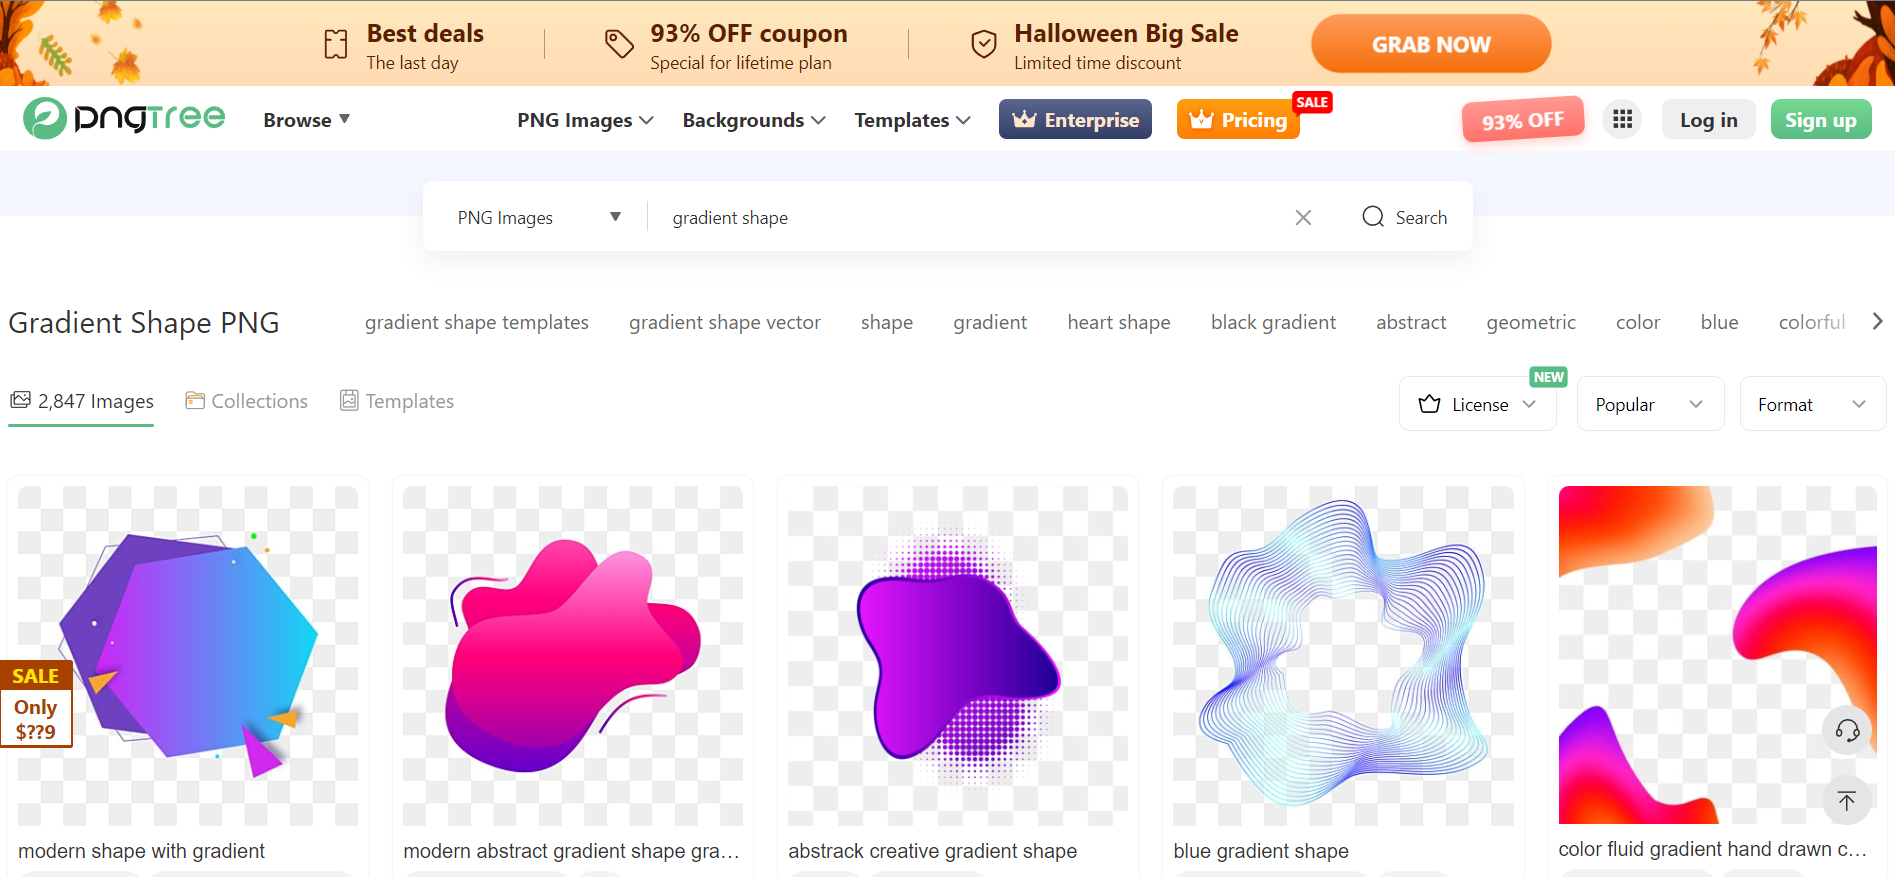 Best deals
The last day
93% OFF coupon
Special for lifetime plan
Halloween Big Sale
Limited time discount
GRAB NOW
pngtree
Browse
PNG Images
Backgrounds
Templates
Enterprise
Pricing
SALE
93% OFF
Log in
Sign up
PNG Images
gradient shape
Search
Gradient Shape PNG
gradient shape templates
gradient shape vector
shape
gradient
heart shape
black gradient
abstract
geometric
color
blue
colorful
2,847 Images
Collections
Templates
License
NEW
Popular
Format
SALE
Only
$??9
modern shape with gradient
modern abstract gradient shape gra...
abstrack creative gradient shape
blue gradient shape
color fluid gradient hand drawn c...